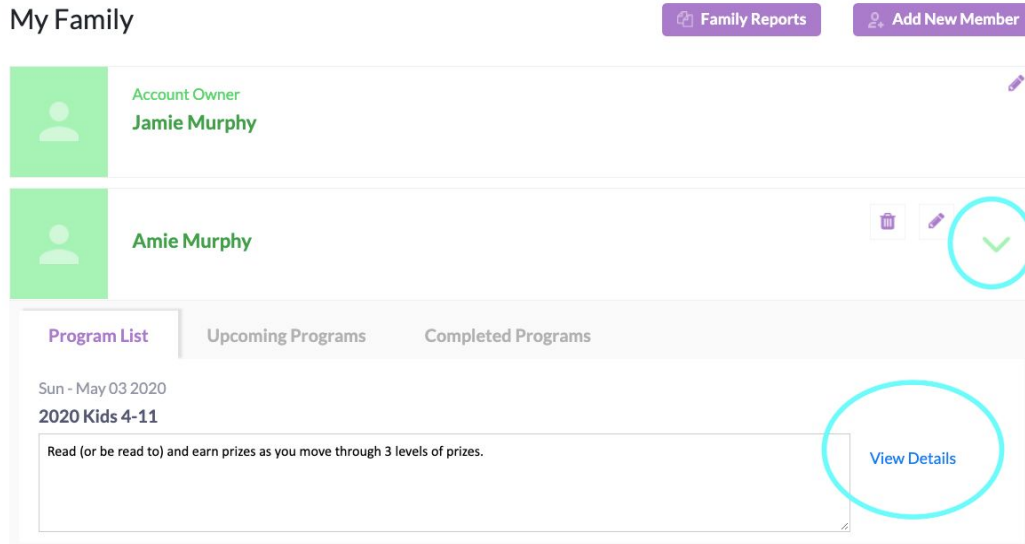 My Family
Family Reports
Add New Member
Account Owner
Jamie Murphy
Amie Murphy
Program List
Upcoming Programs
Completed Programs
Sun - May 03 2020
2020 Kids 4-11
Read (or be read to) and earn prizes as you move through 3 levels of prizes.
View Details